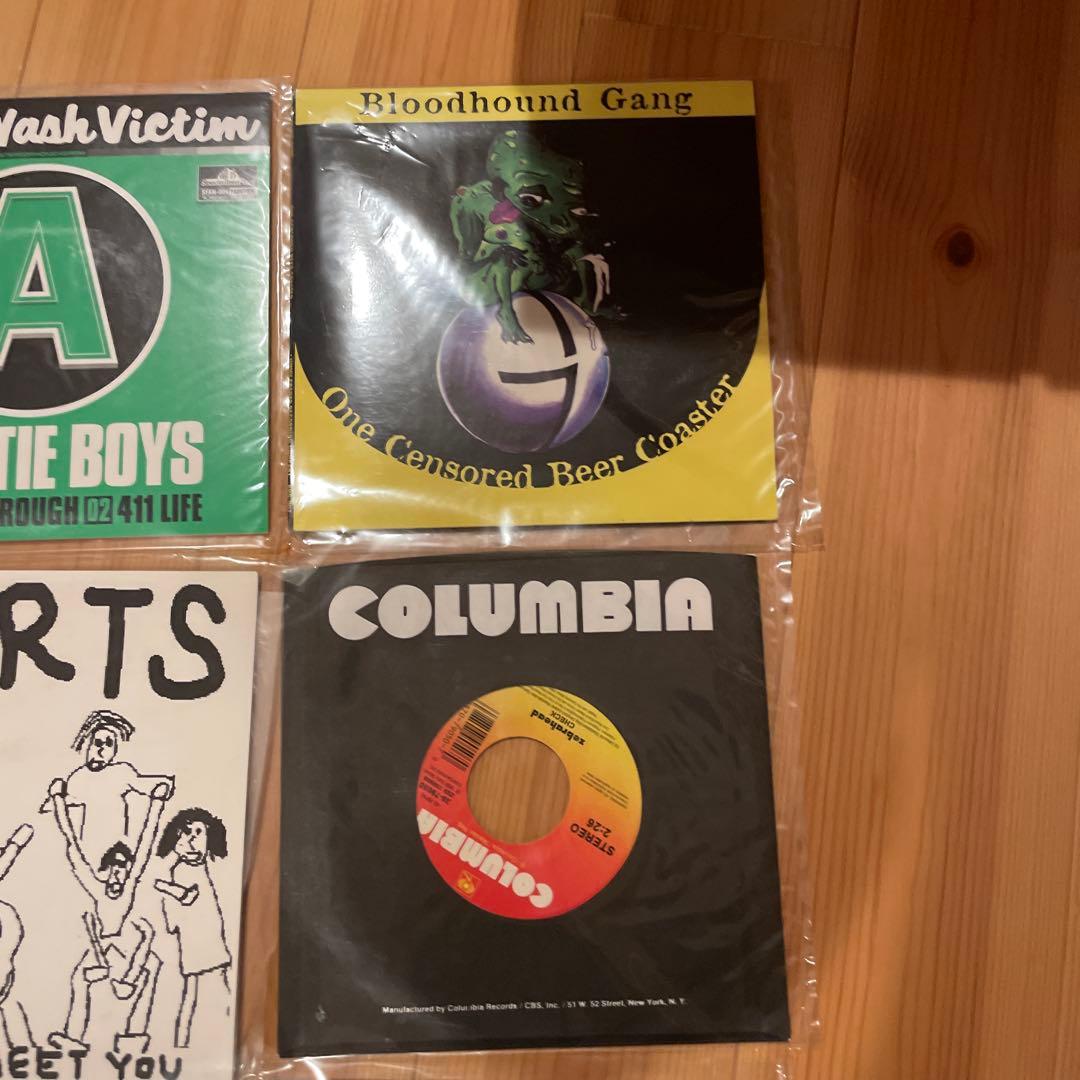 Wash Victim
A
TIE BOYS
ROUGH 02 411 LIFE
Bloodhound Gang
One Censored Beer Coaster
RTS
EET YOU
COLUMBIA
zebrahead
CHECK
STEREO
2:26
COLUMBIA
Manufactured by Columbia Records / CBS, Inc. / 51 W. 52 Street, New York, N. Y.